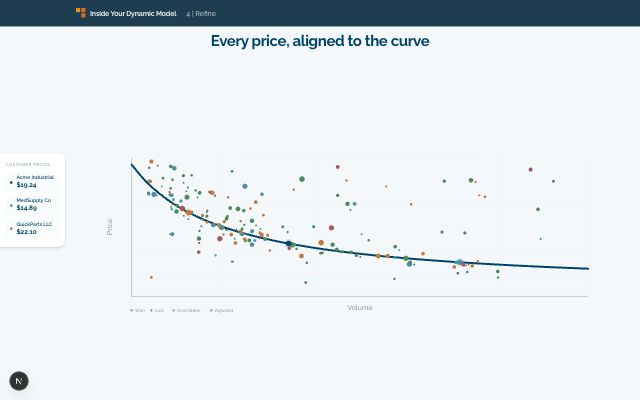 Inside Your Dynamic Model 4 | Refine
Every price, aligned to the curve
CUSTOMER PRICES
Acme Industrial
$19.24
MedSupply Co
$14.89
QuickParts LLC
$22.10
Price
Volume
Won Lost Overridden Adjusted
N